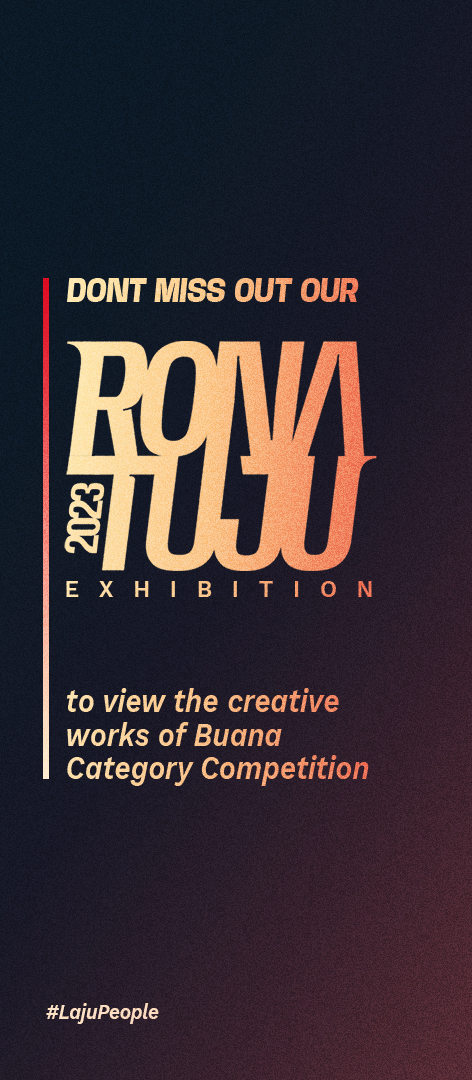 DONT MISS OUT OUR
RONA
2023 TUJU
EXHIBITION
to view the creative
works of Buana
Category Competition
#LajuPeople